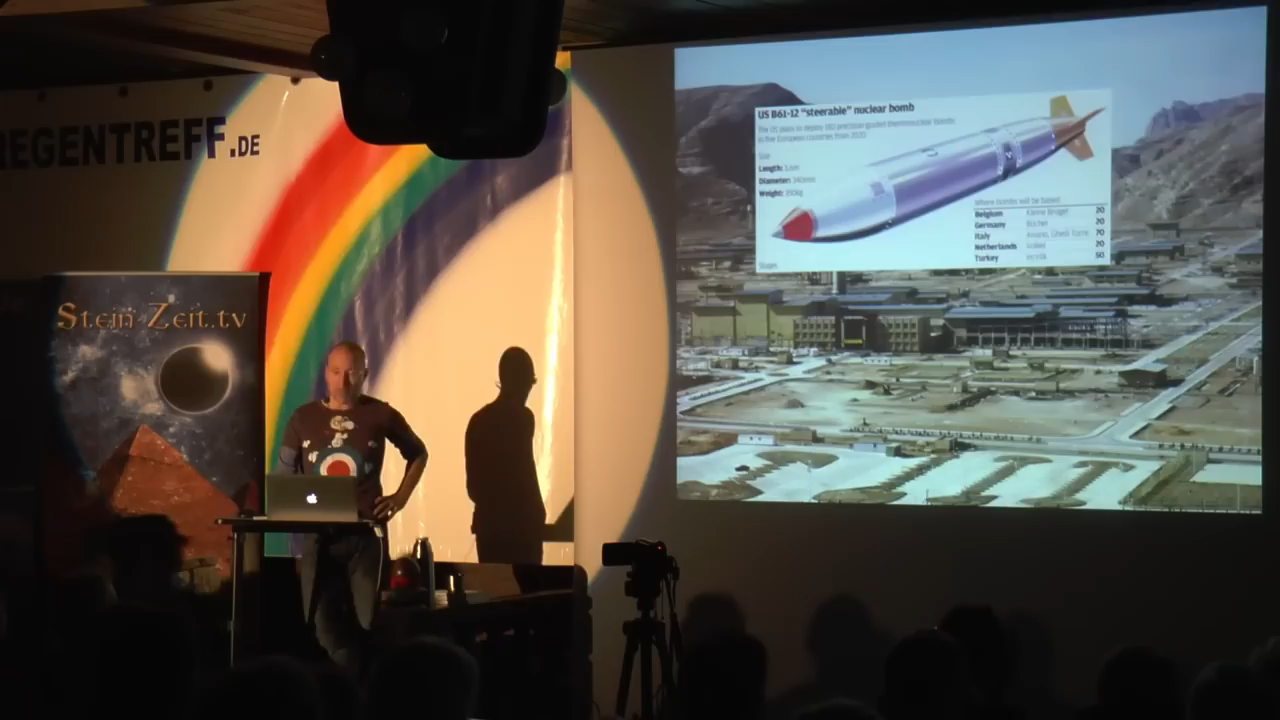 REGENTREFF.DE
Stein-Zeit.tv
US B61-12 "steerable" nuclear bomb
The US plans to deploy 180 precision-guided thermonuclear bombs
to five European countries from 2020
Size
Length:
Diameter: 340mm
Weight: 350kg
Where bombs will be based
Belgium Kleine Brogel 20
Germany Büchel 20
Italy Aviano, Ghedi Torre 70
Netherlands Volkel 20
Turkey Incirlik 50